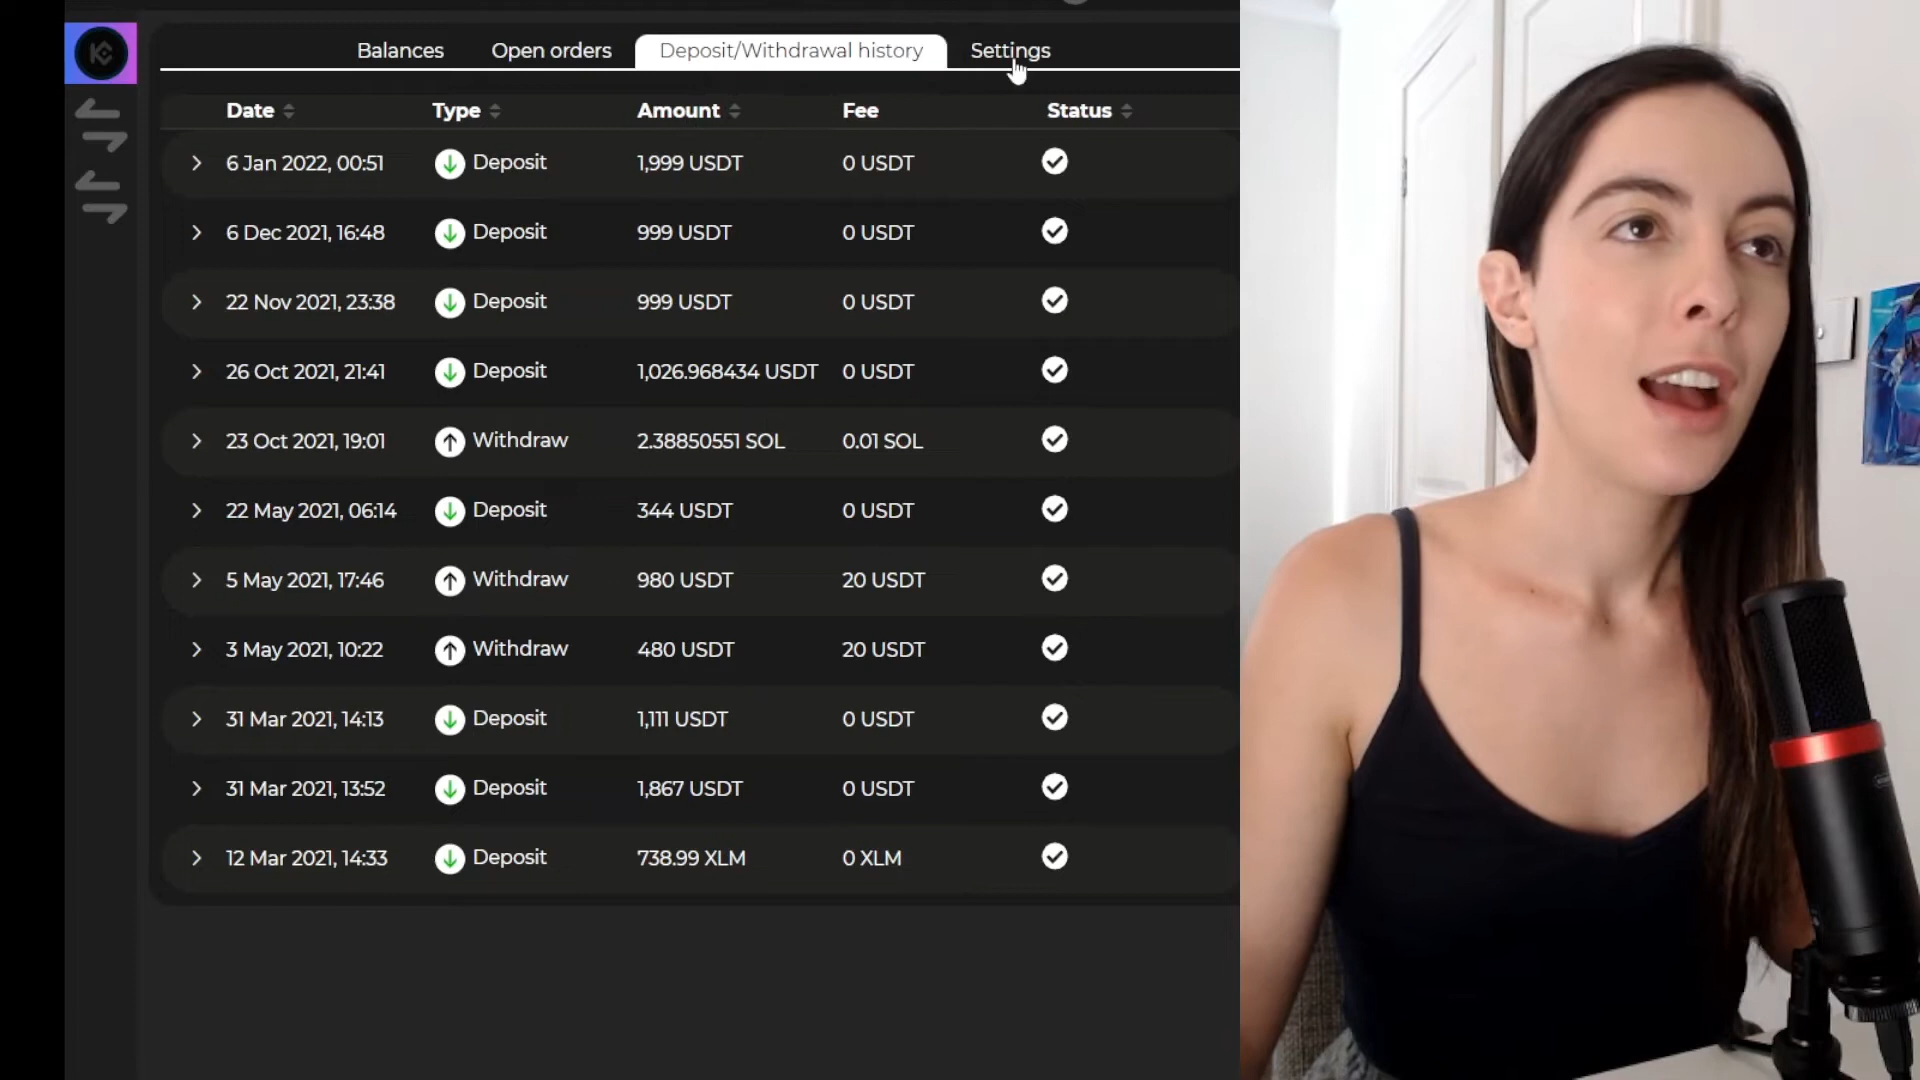 Balances Open orders Deposit/Withdrawal history Settings
Date Type Amount Fee Status
6 Jan 2022, 00:51 Deposit 1,999 USDT 0 USDT
6 Dec 2021, 16:48 Deposit 999 USDT 0 USDT
22 Nov 2021, 23:38 Deposit 999 USDT 0 USDT
26 Oct 2021, 21:41 Deposit 1,026.968434 USDT 0 USDT
23 Oct 2021, 19:01 Withdraw 2.38850551 SOL 0.01 SOL
22 May 2021, 06:14 Deposit 344 USDT 0 USDT
5 May 2021, 17:46 Withdraw 980 USDT 20 USDT
3 May 2021, 10:22 Withdraw 480 USDT 20 USDT
31 Mar 2021, 14:13 Deposit 1,111 USDT 0 USDT
31 Mar 2021, 13:52 Deposit 1,867 USDT 0 USDT
12 Mar 2021, 14:33 Deposit 738.99 XLM 0 XLM